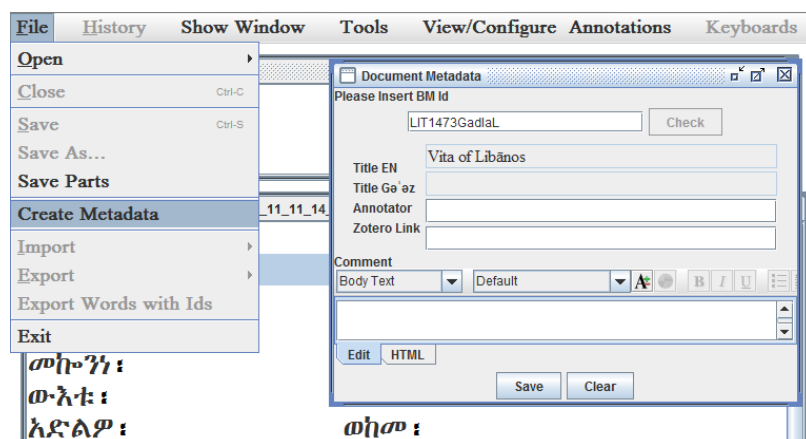 File History Show Window Tools View/Configure Annotations Keyboards
Open
Close Ctrl-C
Save Ctrl-S
Save As...
Save Parts
Create Metadata
Import
Export
Export Words with Ids
Exit
_11_11_14_
Document Metadata
Please Insert BM Id
LIT1473GadlaL Check
Title EN Vita of Libānos
Title Gəʿəz
Annotator
Zotero Link
Comment
Body Text Default B I U
Edit HTML
Save Clear
መኰንነ ፡
ውእቱ ፡
አድልዎ ፡ ወከመ ፡